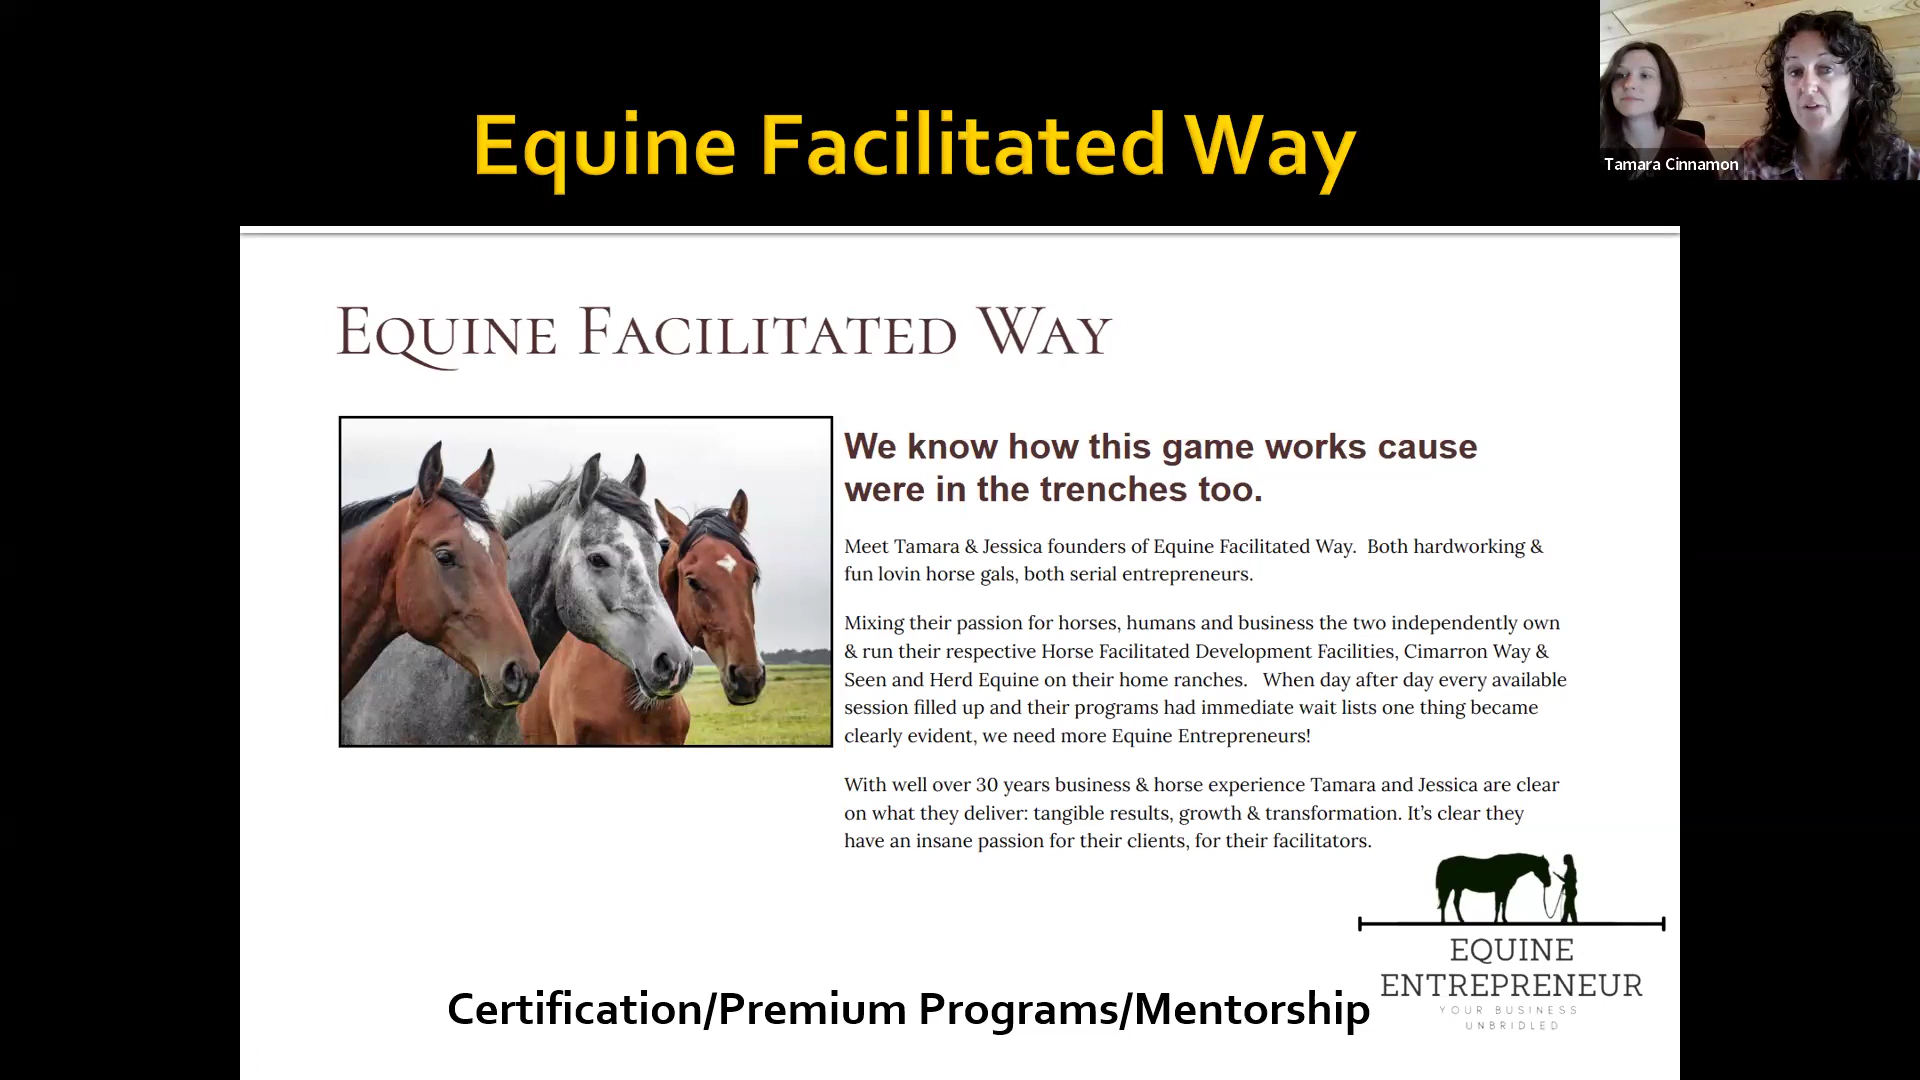 Equine Facilitated Way
Tamara Cinnamon
EQUINE FACILITATED WAY
We know how this game works cause
were in the trenches too.
Meet Tamara & Jessica founders of Equine Facilitated Way.  Both hardworking &
fun lovin horse gals, both serial entrepreneurs.
Mixing their passion for horses, humans and business the two independently own
& run their respective Horse Facilitated Development Facilities, Cimarron Way &
Seen and Herd Equine on their home ranches.   When day after day every available
session filled up and their programs had immediate wait lists one thing became
clearly evident, we need more Equine Entrepreneurs!
With well over 30 years business & horse experience Tamara and Jessica are clear
on what they deliver: tangible results, growth & transformation. It's clear they
have an insane passion for their clients, for their facilitators.
EQUINE
ENTREPRENEUR
YOUR BUSINESS
UNBRIDLED
Certification/Premium Programs/Mentorship